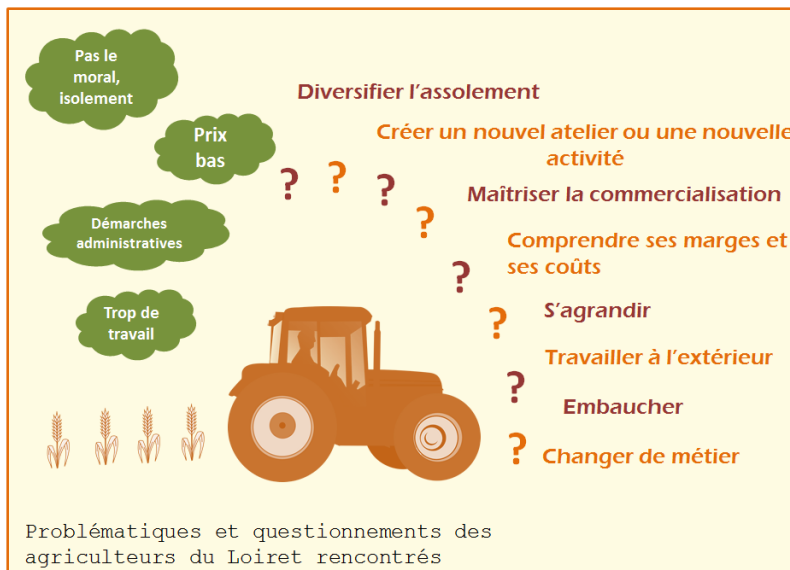 Pas le
moral,
isolement
Prix
bas
Démarches
administratives
Trop de
travail
Diversifier l'assolement
Créer un nouvel atelier ou une nouvelle
activité
Maîtriser la commercialisation
Comprendre ses marges et
ses coûts
S'agrandir
Travailler à l'extérieur
Embaucher
Changer de métier
? ? ? ? ? ? ? ?
Problématiques et questionnements des
agriculteurs du Loiret rencontrés